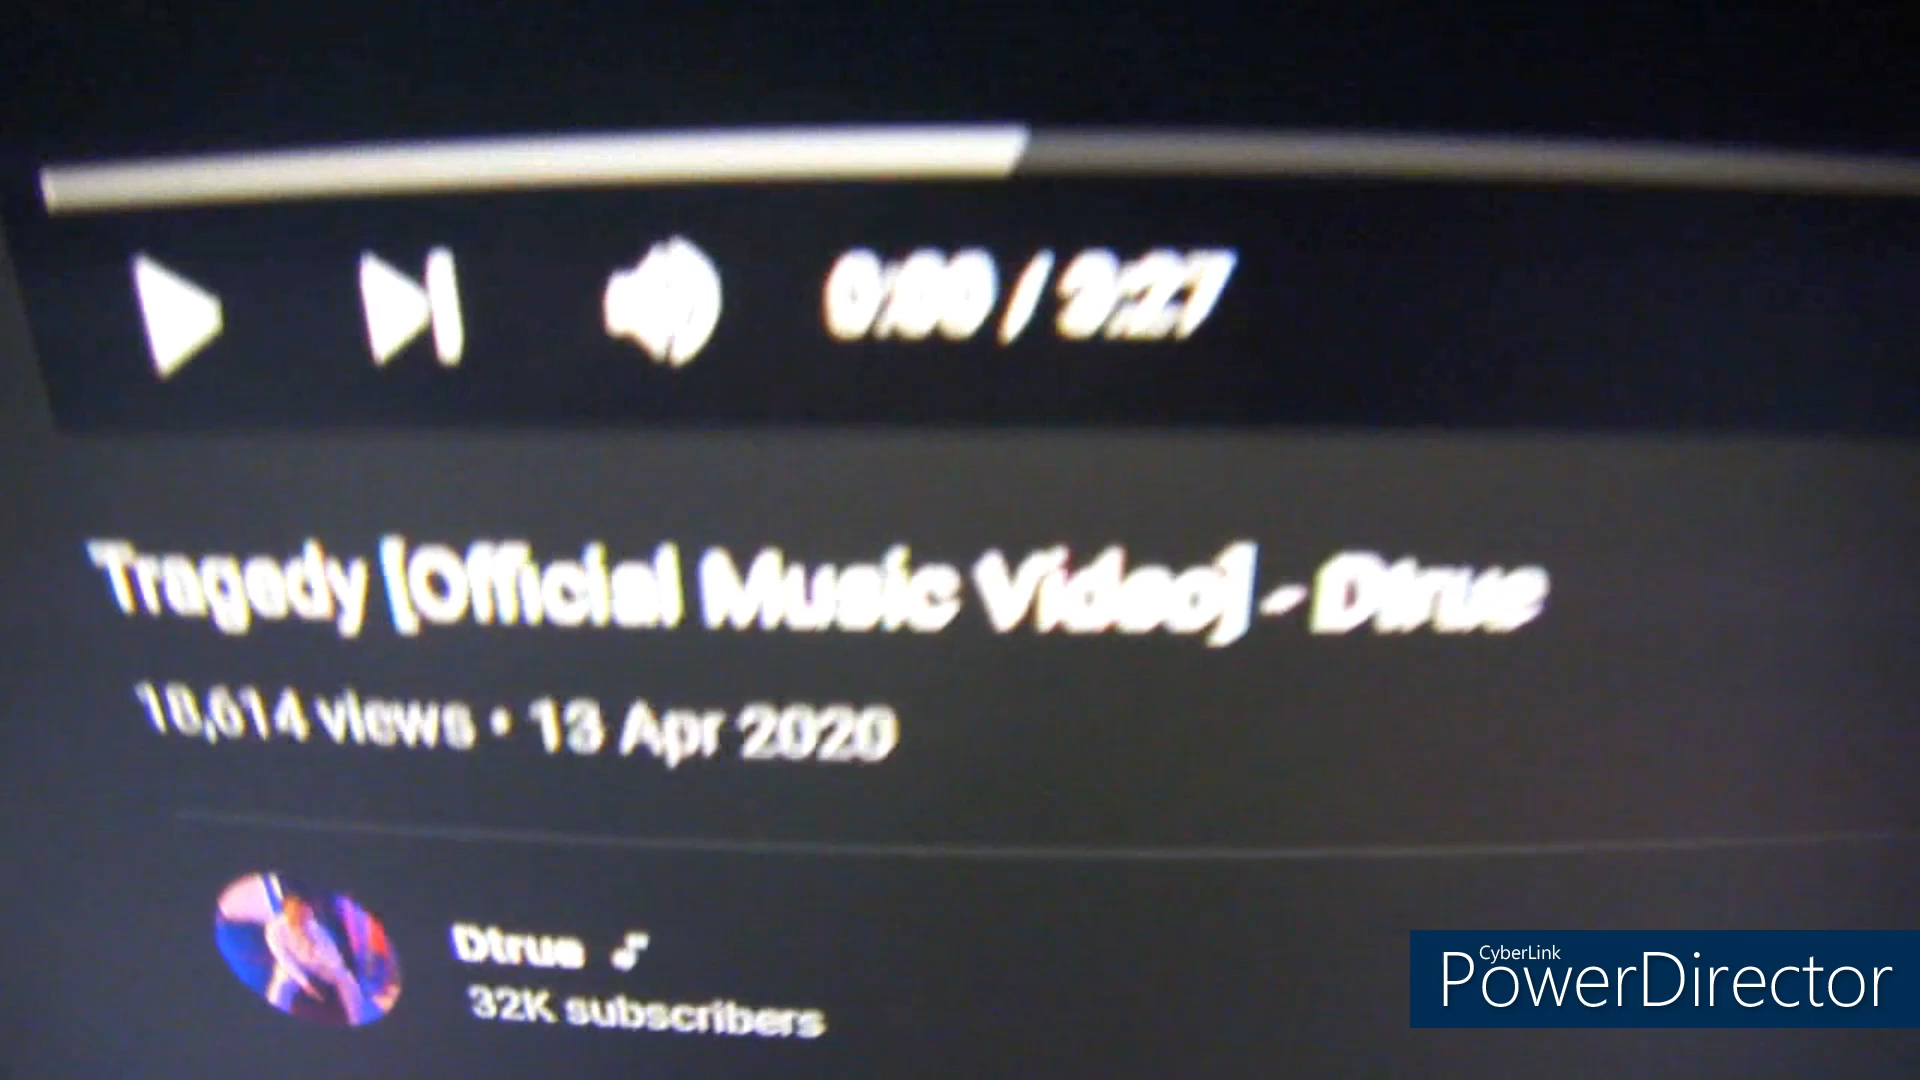 0:00 / 3:27
Tragedy [Official Music Video] - Dtrue
18,614 views • 13 Apr 2020
Dtrue ♪
32K subscribers
CyberLink
PowerDirector